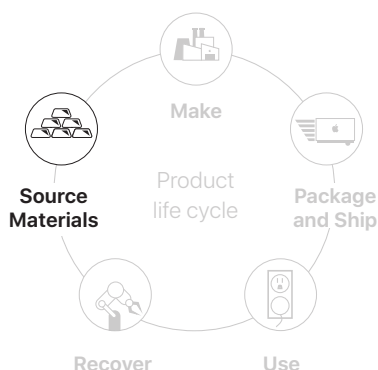 Make
Source
Materials
Product
life cycle
Package
and Ship
Recover
Use